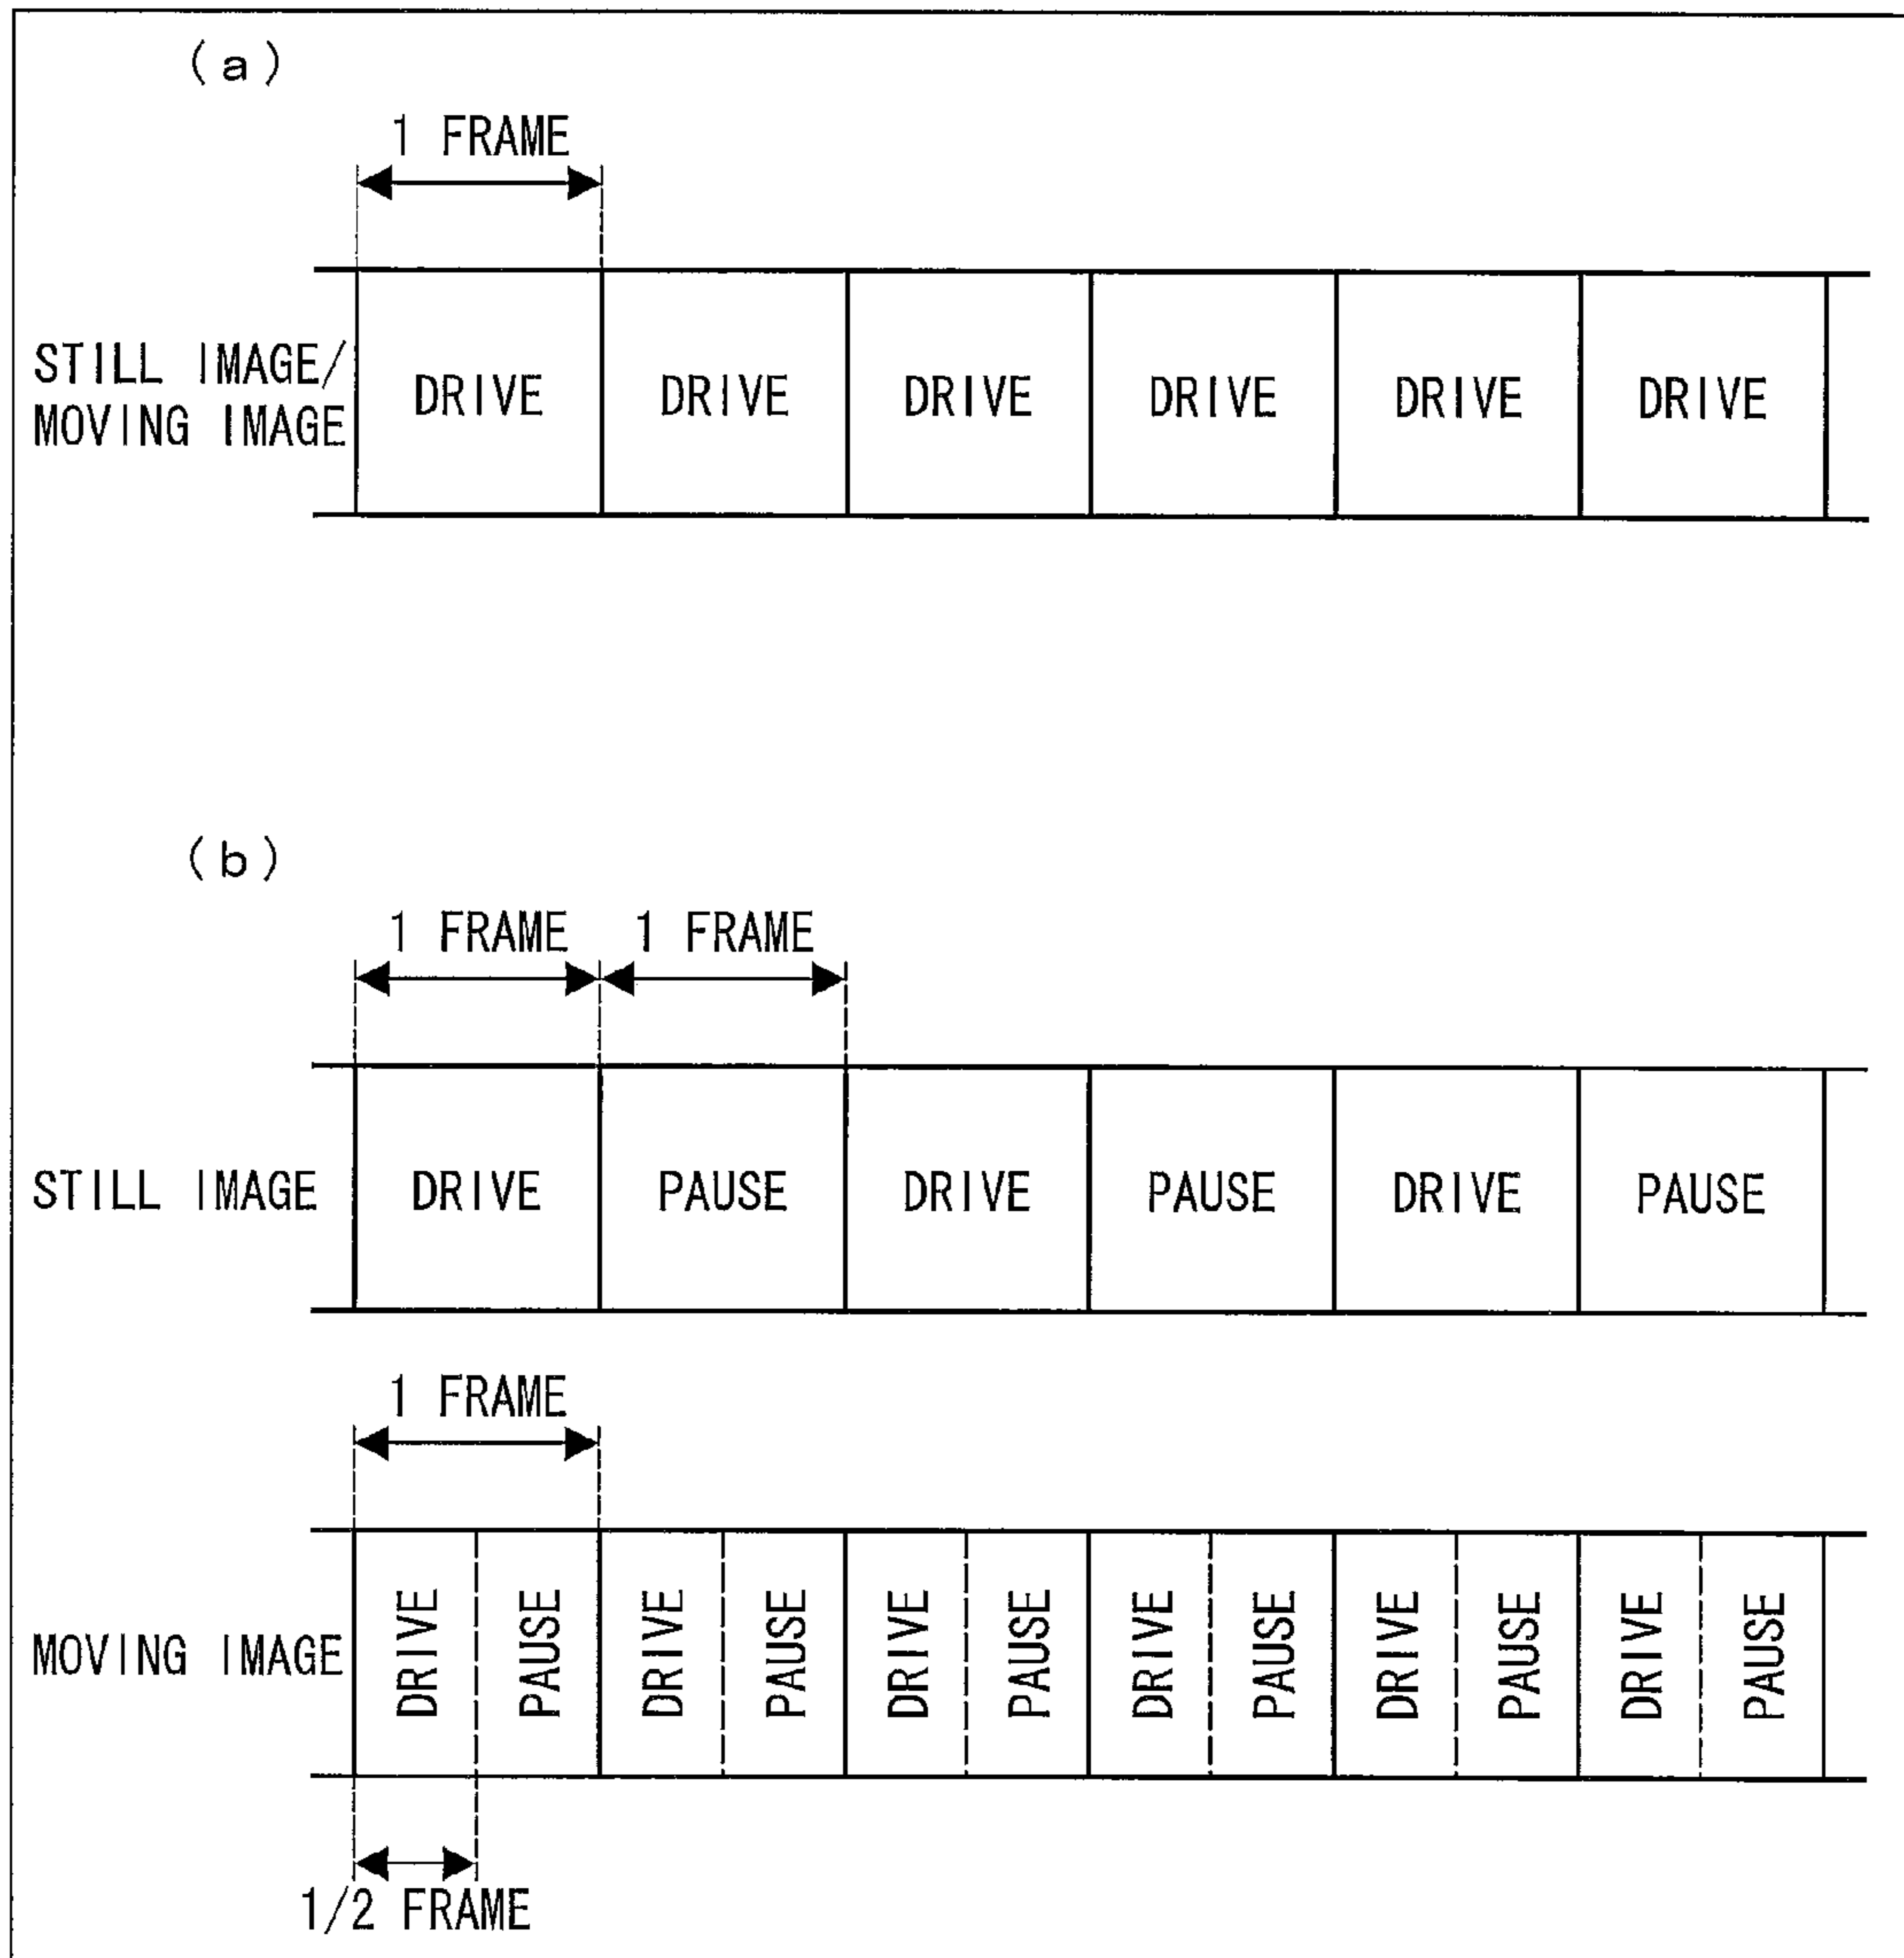 (a)
1 FRAME
STILL IMAGE/
MOVING IMAGE
DRIVE DRIVE DRIVE DRIVE DRIVE DRIVE
(b)
1 FRAME 1 FRAME
STILL IMAGE DRIVE PAUSE DRIVE PAUSE DRIVE PAUSE
1 FRAME
MOVING IMAGE DRIVE PAUSE DRIVE PAUSE DRIVE PAUSE DRIVE PAUSE DRIVE PAUSE DRIVE PAUSE
1/2 FRAME